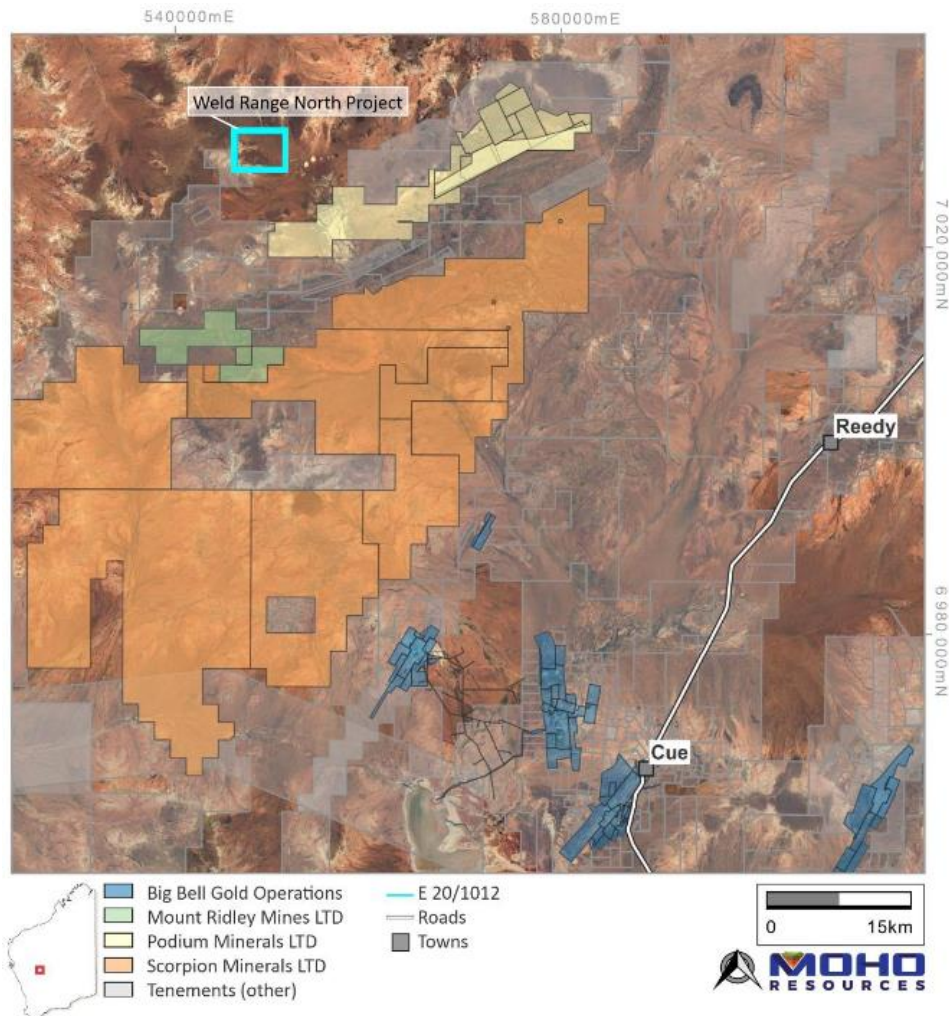 540000mE 580000mE
Weld Range North Project
7 020,000mN
Reedy
6 980,000mN
Cue
Big Bell Gold Operations
Mount Ridley Mines LTD
Podium Minerals LTD
Scorpion Minerals LTD
Tenements (other)
E 20/1012
Roads
Towns
0 15km
MOHO
RESOURCES